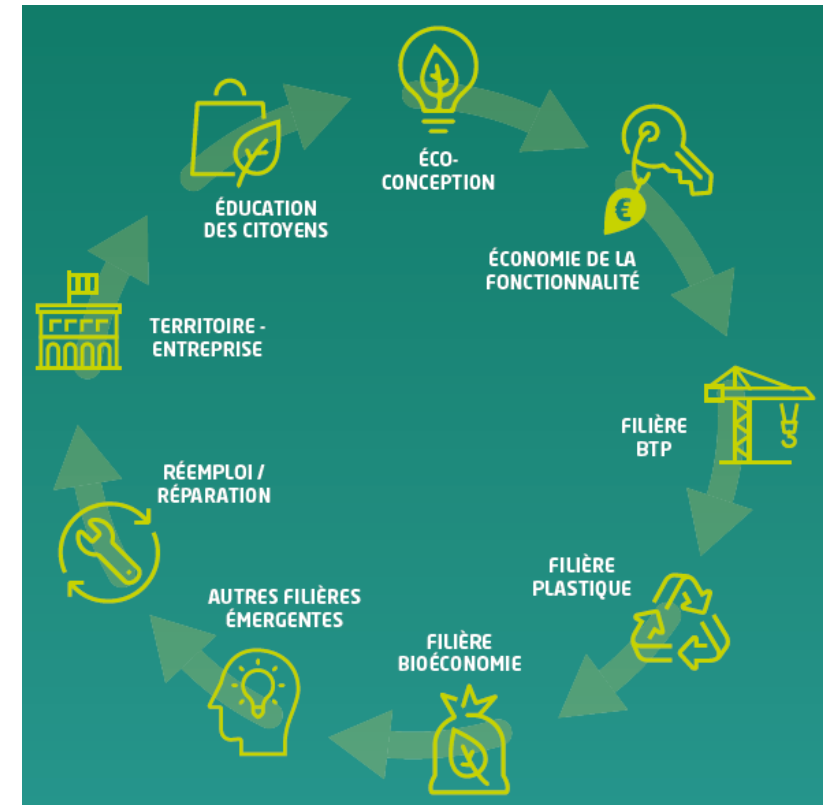 ÉCO-
CONCEPTION
ÉCONOMIE DE LA
FONCTIONNALITÉ
€
FILIÈRE
BTP
FILIÈRE
PLASTIQUE
FILIÈRE
BIOÉCONOMIE
AUTRES FILIÈRES
ÉMERGENTES
RÉEMPLOI /
RÉPARATION
TERRITOIRE -
ENTREPRISE
ÉDUCATION
DES CITOYENS